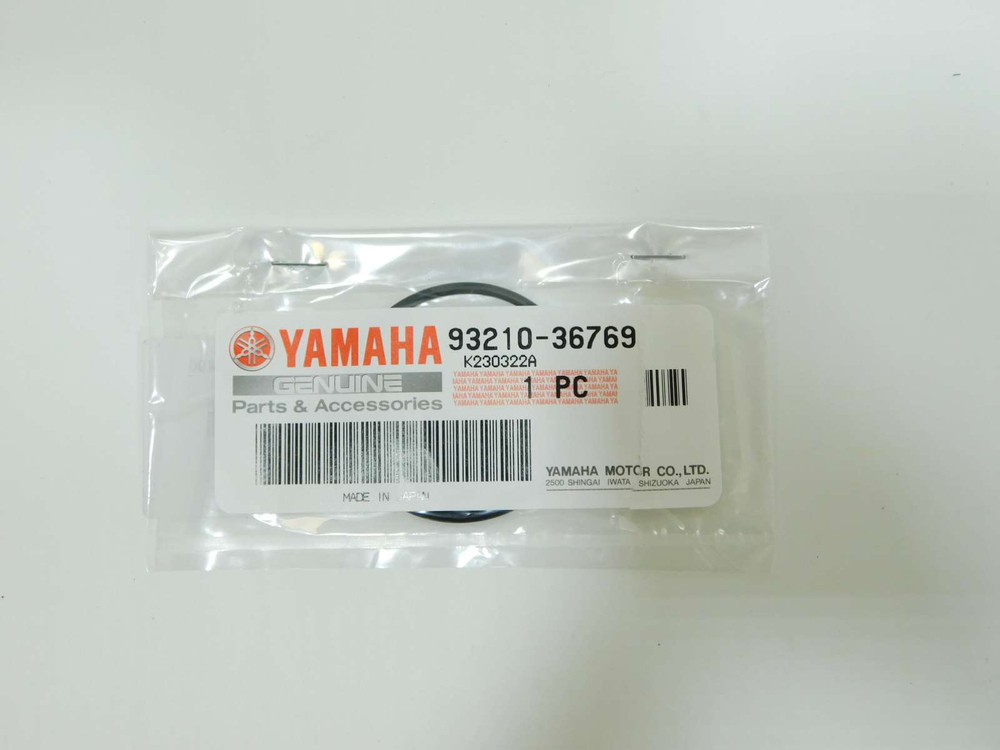 YAMAHA 93210-36769
K230322A
GENUINE
Parts & Accessories
1 PC
YAMAHA MOTOR CO.,LTD.
2500 SHINGAI IWATA SHIZUOKA JAPAN
MADE IN JAPAN